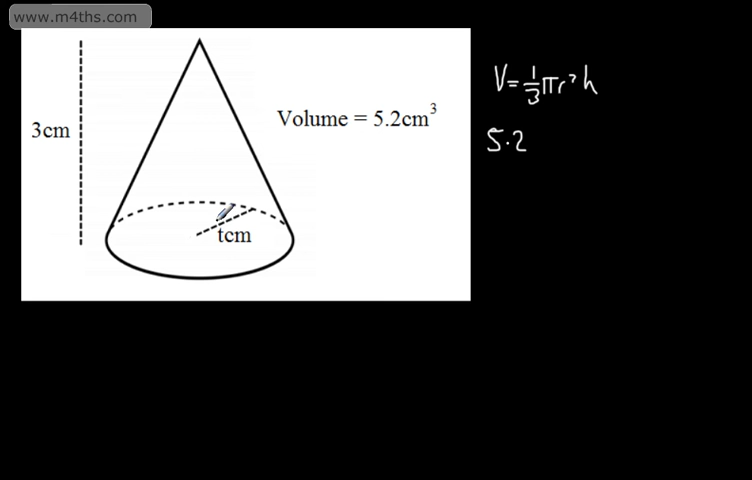 www.m4ths.com
3cm
Volume = 5.2cm³
tcm
V=⅓πr²h
5.2